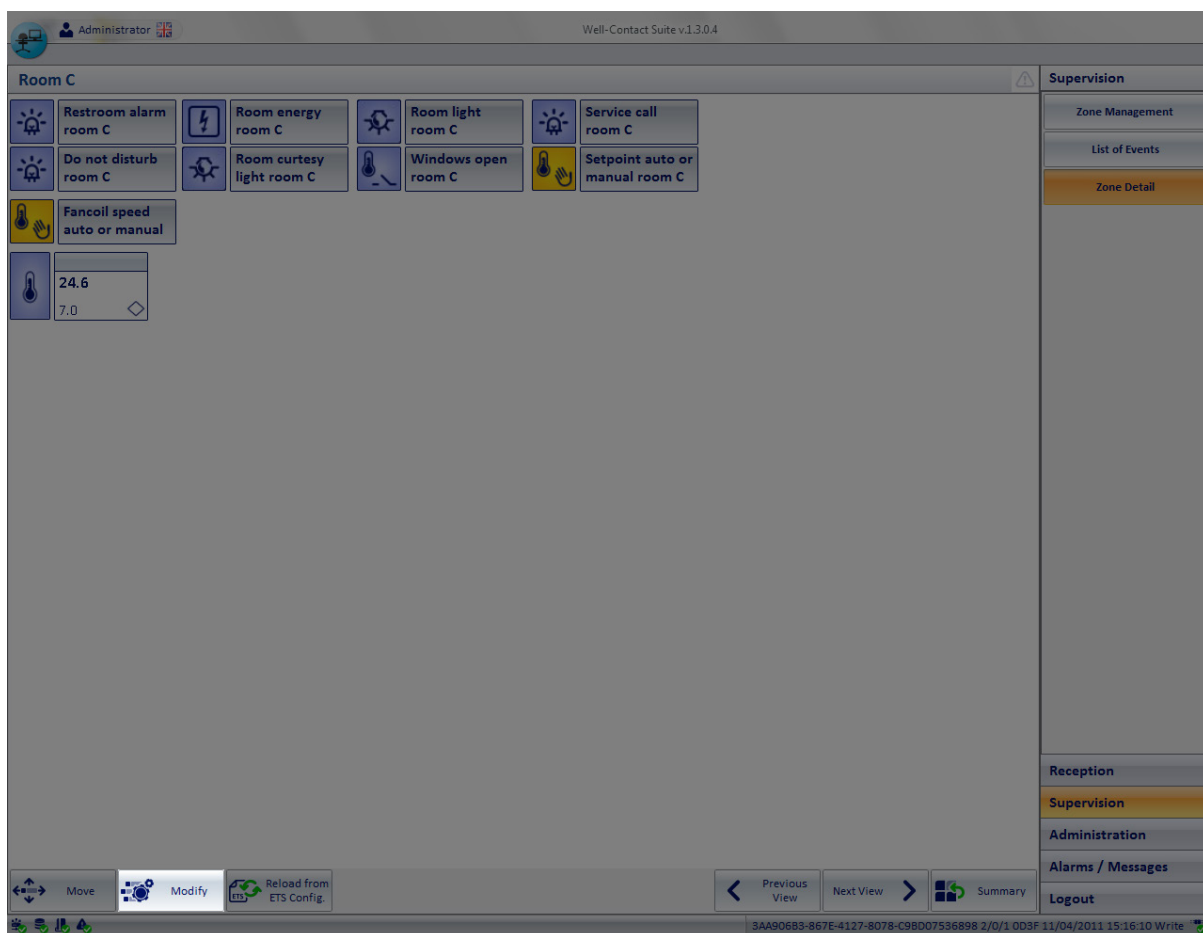 Administrator
Well-Contact Suite v.1.3.0.4
Room C
Supervision
Restroom alarm
room C
Room energy
room C
Room light
room C
Service call
room C
Do not disturb
room C
Room curtesy
light room C
Windows open
room C
Setpoint auto or
manual room C
Fancoil speed
auto or manual
24.6
7.0
Zone Management
List of Events
Zone Detail
Reception
Supervision
Administration
Alarms / Messages
Logout
Move
Modify
ETS
Reload from
ETS Config.
Previous
View
Next View
Summary
3AA906B3-867E-4127-8078-C9BD07536898 2/0/1 0D3F 11/04/2011 15:16:10 Write